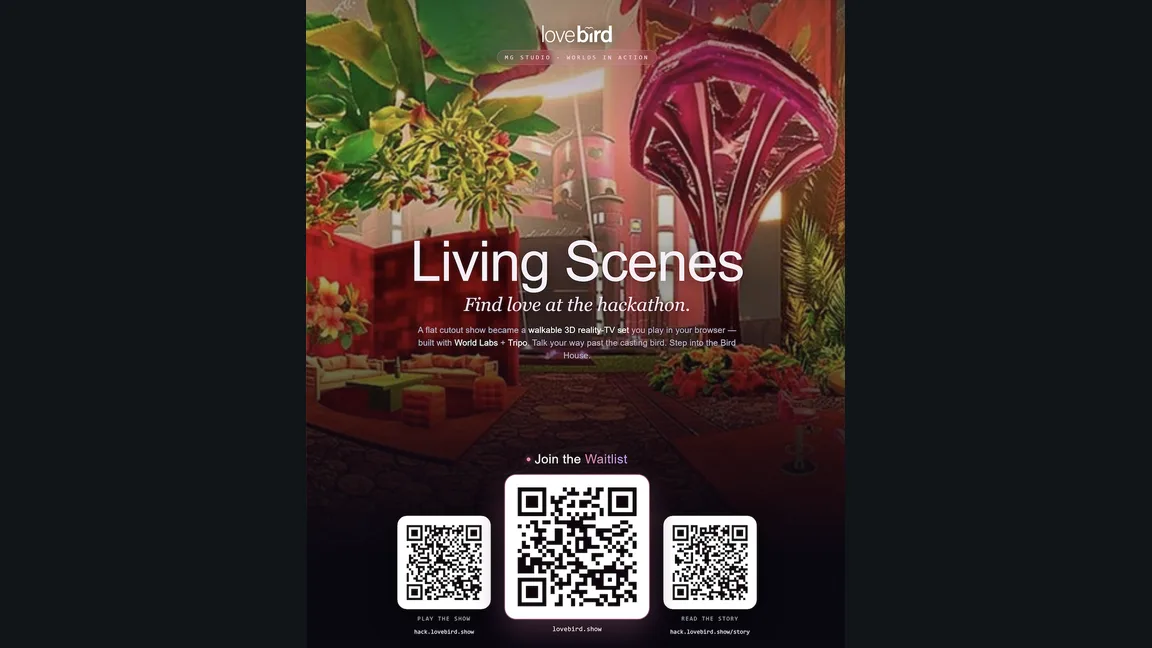 lovebird
MG STUDIO · WORLDS IN ACTION
Living Scenes
Find love at the hackathon.
A flat cutout show became a walkable 3D reality-TV set you play in your browser —
built with World Labs + Tripo. Talk your way past the casting bird. Step into the Bird
House.
• Join the Waitlist
PLAY THE SHOW
hack.lovebird.show
lovebird.show
READ THE STORY
hack.lovebird.show/story